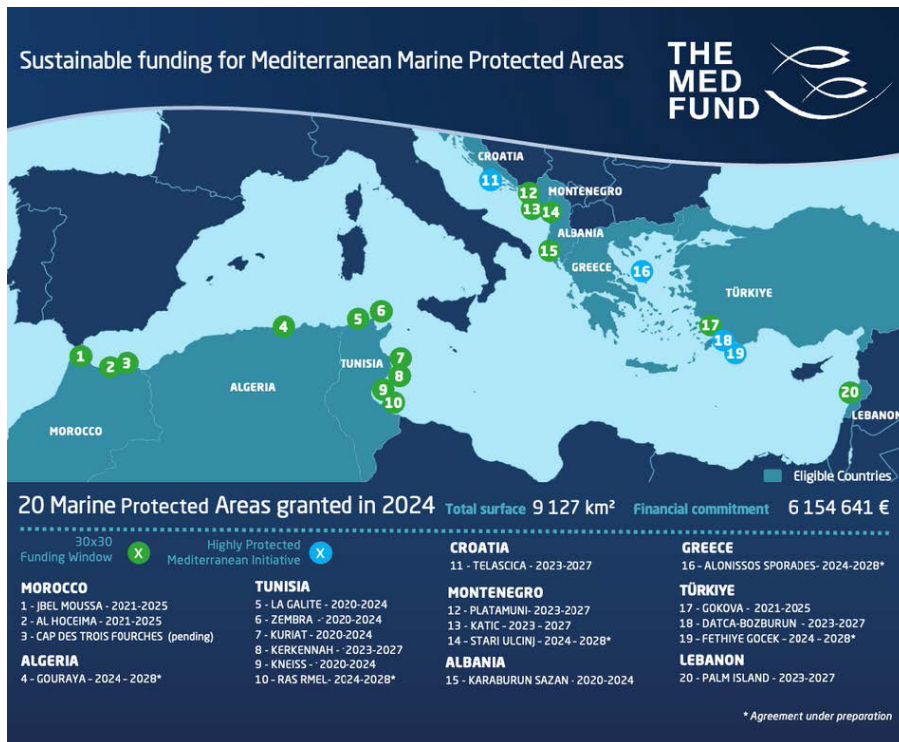 Sustainable funding for Mediterranean Marine Protected Areas
THE
MED
FUND
CROATIA
11
12
MONTENEGRO
13
14
ALBANIA
15
GREECE
16
TÜRKİYE
17
18
19
4
5
6
1
2
3
TUNISIA
7
8
9
10
ALGERIA
MOROCCO
20
LEBANON
Eligible Countries
20 Marine Protected Areas granted in 2024 Total surface 9 127 km² Financial commitment 6 154 641 €
30x30
Funding Window X
Highly Protected
Mediterranean Initiative X
MOROCCO
1 - JBEL MOUSSA - 2021-2025
2 - AL HOCEIMA - 2021-2025
3 - CAP DES TROIS FOURCHES (pending)
ALGERIA
4 - GOURAYA - 2024 - 2028*
TUNISIA
5 - LA GALITE - 2020-2024
6 - ZEMBRA - 2020-2024
7 - KURIAT - 2020-2024
8 - KERKENNAH - 2023-2027
9 - KNEISS - 2020-2024
10 - RAS RMEL- 2024-2028*
CROATIA
11 - TELASCICA - 2023-2027
MONTENEGRO
12 - PLATAMUNI- 2023-2027
13 - KATIC - 2023 - 2027
14 - STARI ULCINJ - 2024 - 2028*
ALBANIA
15 - KARABURUN SAZAN - 2020-2024
GREECE
16 - ALONISSOS SPORADES- 2024-2028*
TÜRKIYE
17 - GOKOVA - 2021-2025
18 - DATCA-BOZBURUN - 2023-2027
19 - FETHIYE GOCEK - 2024 - 2028*
LEBANON
20 - PALM ISLAND - 2023-2027
* Agreement under preparation